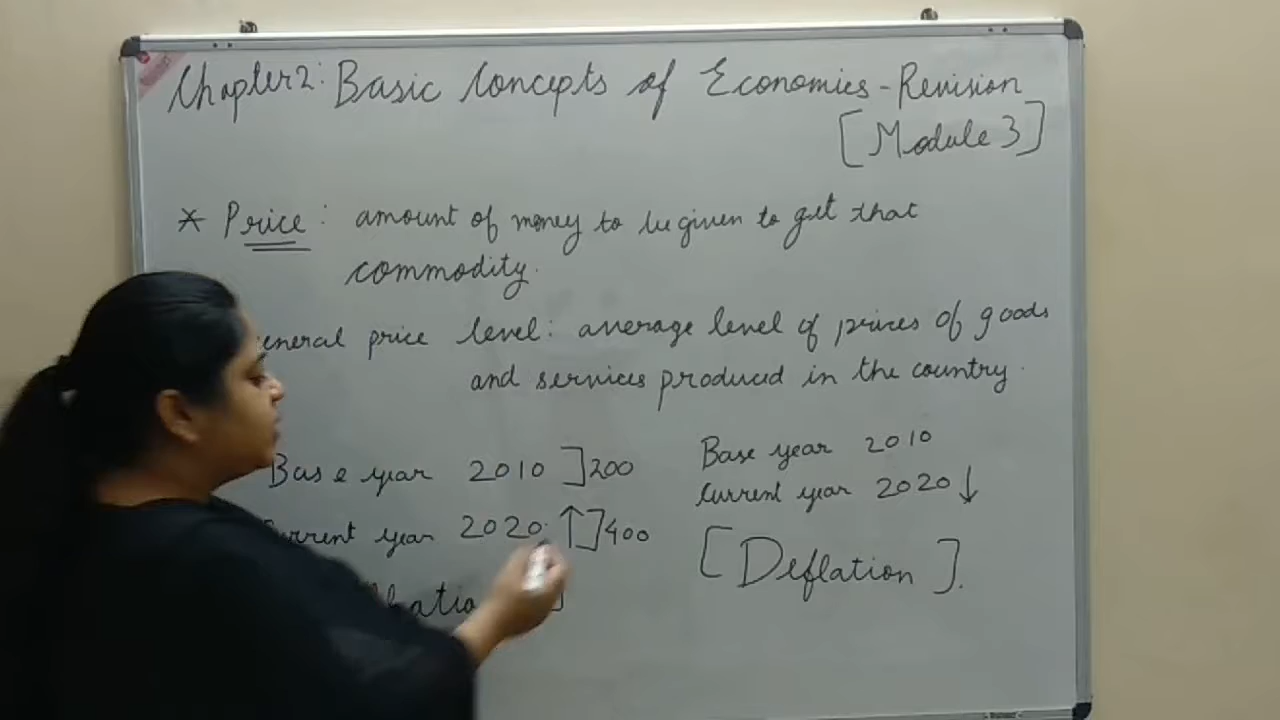 Chapter 2: Basic Concepts of Economics - Revision
[Module 3]
* Price: amount of money to be given to get that
commodity.
eneral price level: average level of prices of goods
and services produced in the country.
Base year 2010 ] 200
urrent year 2020 ↑ ] 400
Base year 2010
Current year 2020 ↓
[Deflation].